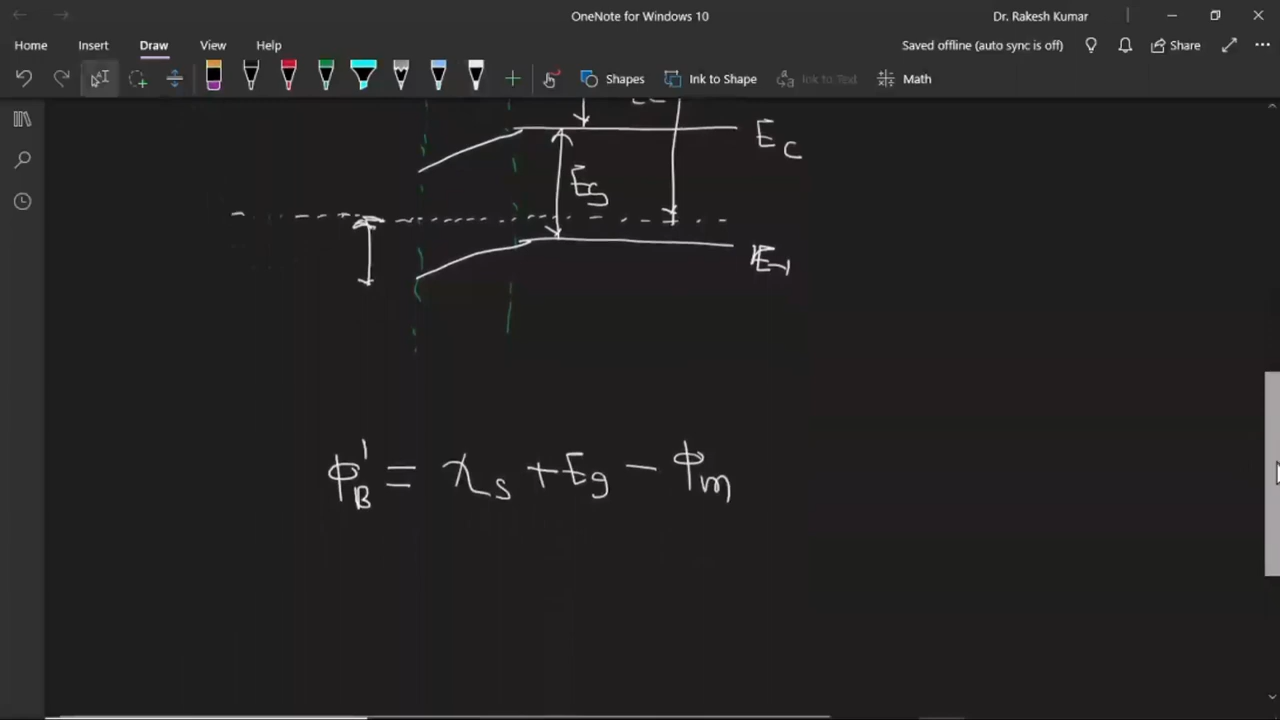 OneNote for Windows 10
Dr. Rakesh Kumar
Home Insert Draw View Help
Saved offline (auto sync is off)
Share
Shapes
Ink to Shape
Ink to Text
Math
E_C
E_g
ϕ'_B = χ_s + E_g − ϕ_m